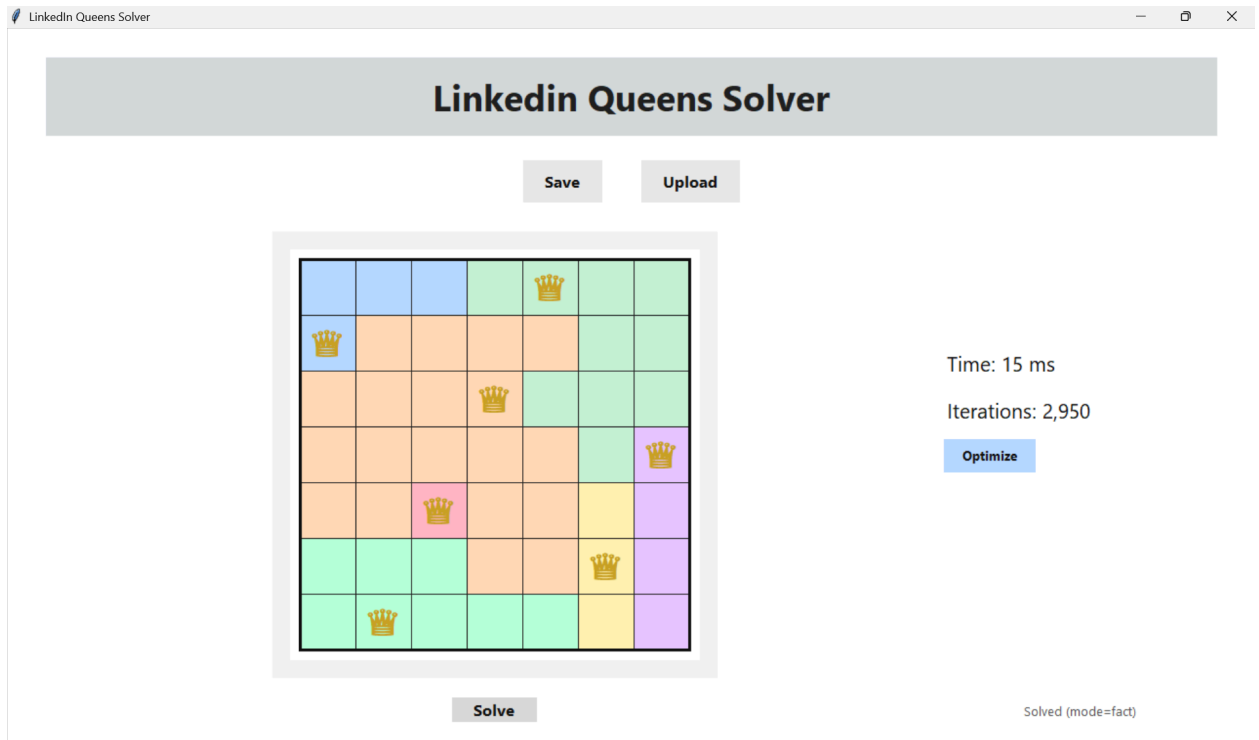 LinkedIn Queens Solver
Linkedin Queens Solver
Save
Upload
Time: 15 ms
Iterations: 2,950
Optimize
Solve
Solved (mode=fact)